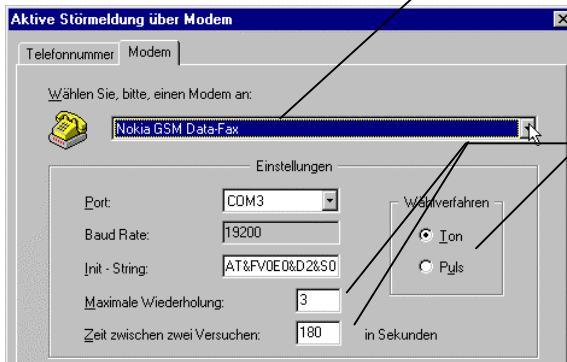 Aktive Störmeldung über Modem
Telefonnummer Modem
Wählen Sie, bitte, einen Modem an:
Nokia GSM Data-Fax
Einstellungen
Port: COM3
Wählverfahren
Baud Rate: 19200
Ton
Init - String: AT&FV0E0&D2&S0
Puls
Maximale Wiederholung: 3
Zeit zwischen zwei Versuchen: 180 in Sekunden